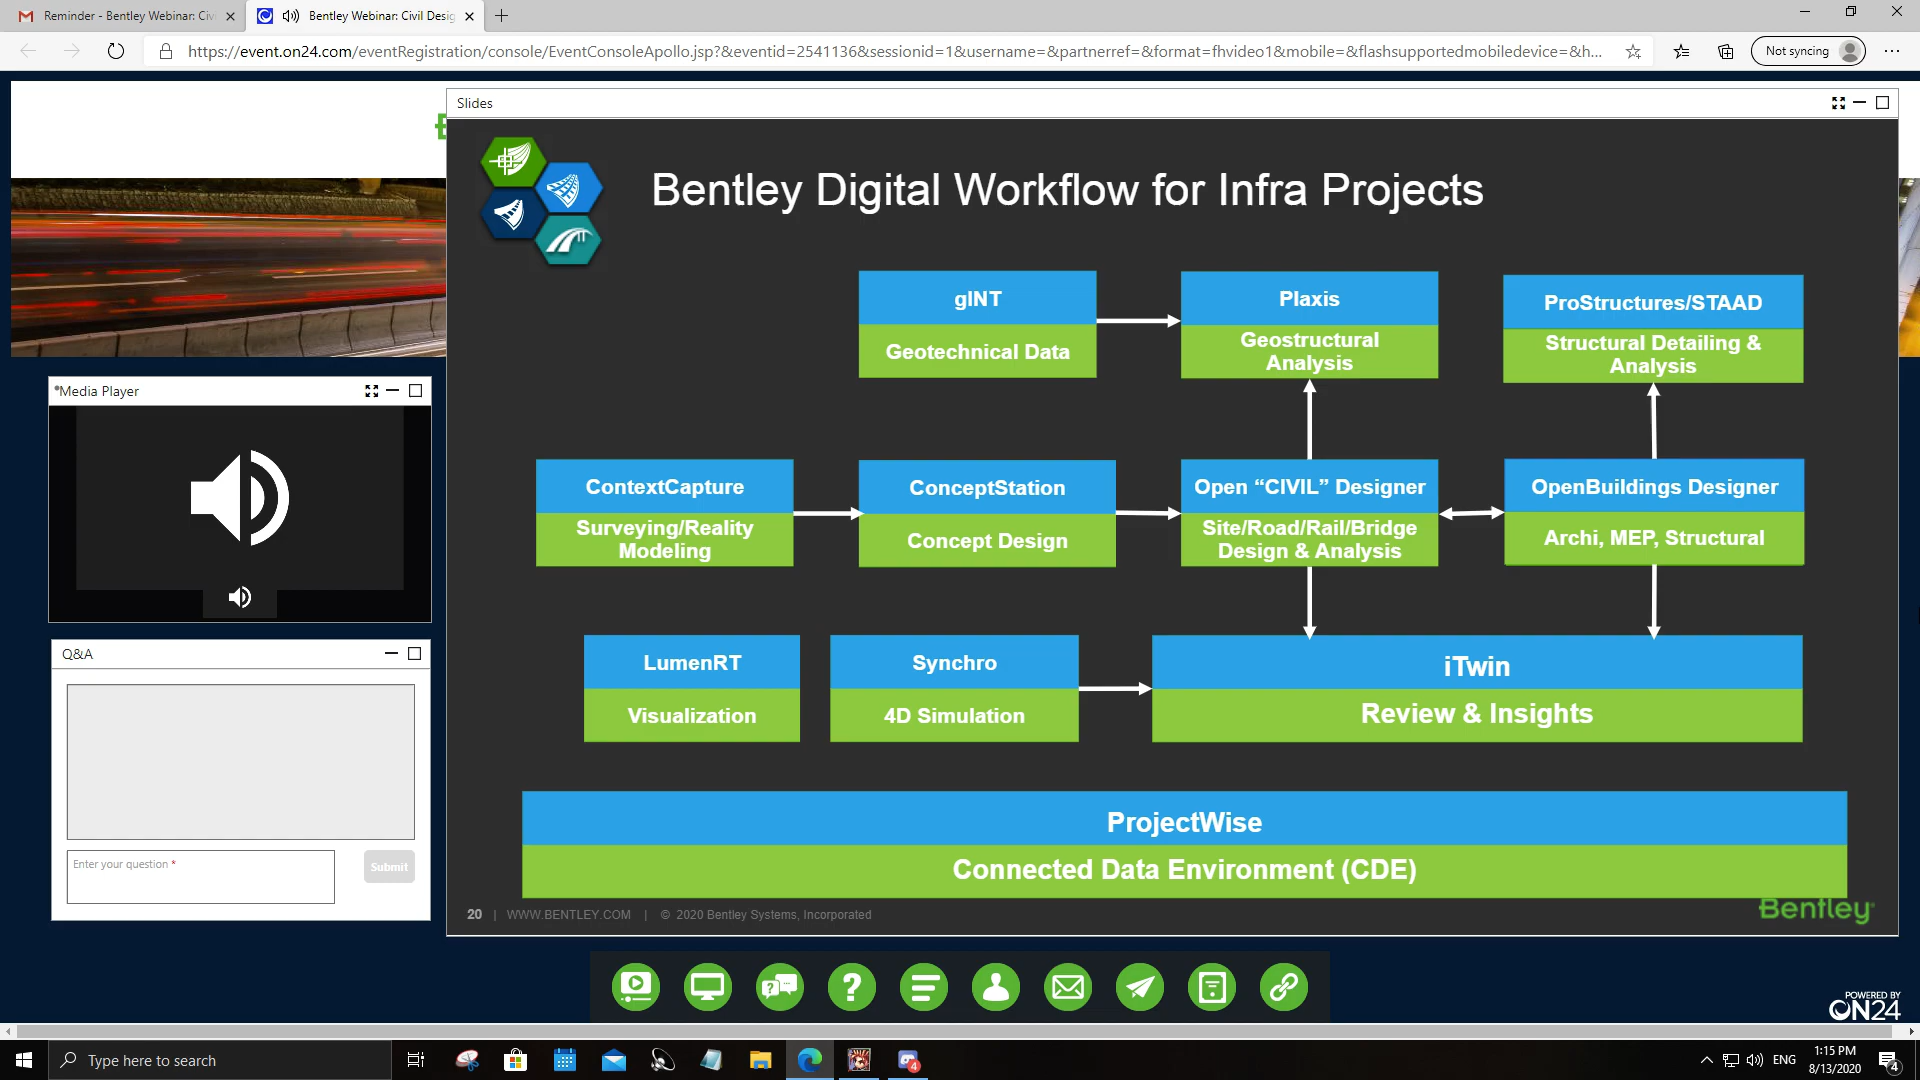 Reminder - Bentley Webinar: Civ
Bentley Webinar: Civil Desig
https://event.on24.com/eventRegistration/console/EventConsoleApollo.jsp?&eventid=2541136&sessionid=1&username=&partnerref=&format=fhvideo1&mobile=&flashsupportedmobiledevice=&h...
Not syncing
Slides
Bentley Digital Workflow for Infra Projects
gINT
Geotechnical Data
Plaxis
Geostructural
Analysis
ProStructures/STAAD
Structural Detailing &
Analysis
*Media Player
ContextCapture
Surveying/Reality
Modeling
ConceptStation
Concept Design
Open “CIVIL” Designer
Site/Road/Rail/Bridge
Design & Analysis
OpenBuildings Designer
Archi, MEP, Structural
Q&A
Enter your question *
Submit
LumenRT
Visualization
Synchro
4D Simulation
iTwin
Review & Insights
ProjectWise
Connected Data Environment (CDE)
20 | WWW.BENTLEY.COM | © 2020 Bentley Systems, Incorporated
Bentley
POWERED BY
ON24
Type here to search
4
ENG
1:15 PM
8/13/2020
4